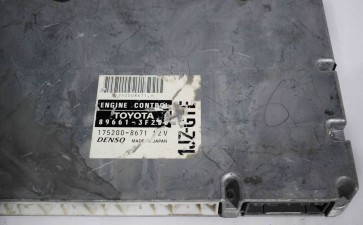 ENGINE CONTROL
TOYOTA
89661-3F2
175200-8671 12V
DENSO MADE IN JAPAN
1JZ-GTE